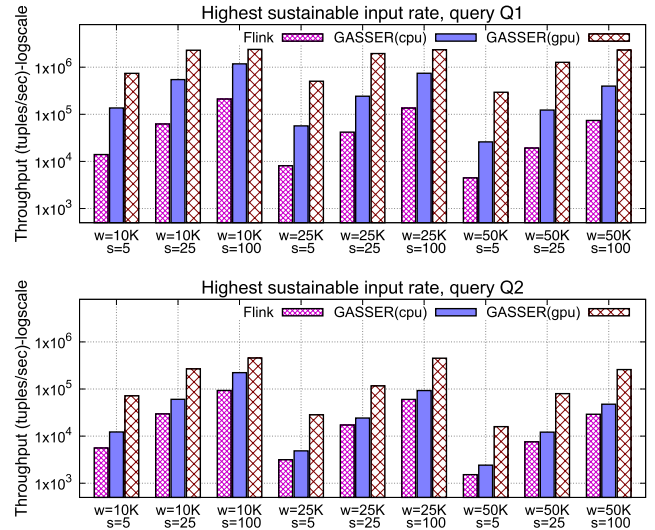 Highest sustainable input rate, query Q1
Throughput (tuples/sec)-logscale
Flink GASSER(cpu) GASSER(gpu)
1x10⁶
1x10⁵
1x10⁴
1x10³
w=10K w=10K w=10K w=25K w=25K w=25K w=50K w=50K w=50K
s=5 s=25 s=100 s=5 s=25 s=100 s=5 s=25 s=100
Highest sustainable input rate, query Q2
Throughput (tuples/sec)-logscale
Flink GASSER(cpu) GASSER(gpu)
1x10⁶
1x10⁵
1x10⁴
1x10³
w=10K w=10K w=10K w=25K w=25K w=25K w=50K w=50K w=50K
s=5 s=25 s=100 s=5 s=25 s=100 s=5 s=25 s=100